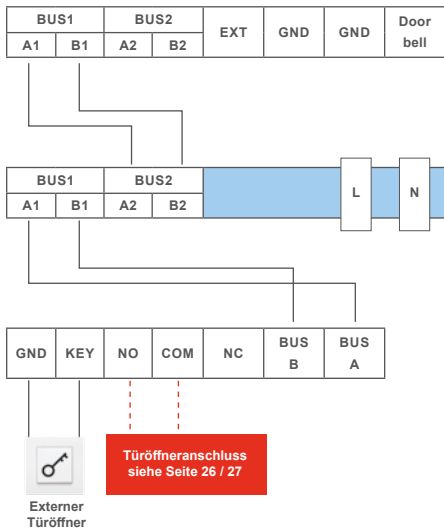 BUS1 BUS2 EXT GND GND Door
bell
A1 B1 A2 B2
BUS1 BUS2 L N
A1 B1 A2 B2
GND KEY NO COM NC BUS
B BUS
A
Türöffneranschluss
siehe Seite 26 / 27
Externer
Türöffner